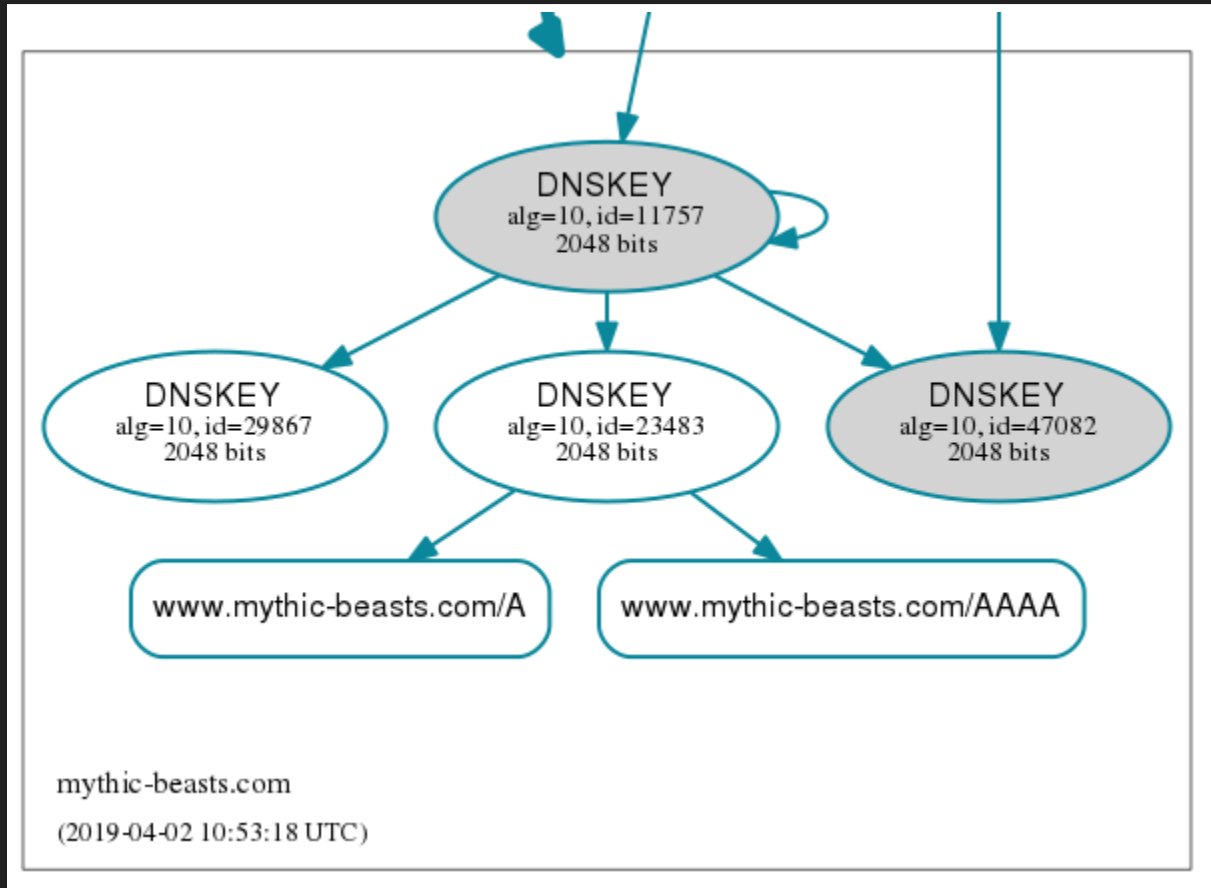 DNSKEY
alg=10, id=11757
2048 bits
DNSKEY
alg=10, id=29867
2048 bits
DNSKEY
alg=10, id=23483
2048 bits
DNSKEY
alg=10, id=47082
2048 bits
www.mythic-beasts.com/A
www.mythic-beasts.com/AAAA
mythic-beasts.com
(2019-04-02 10:53:18 UTC)